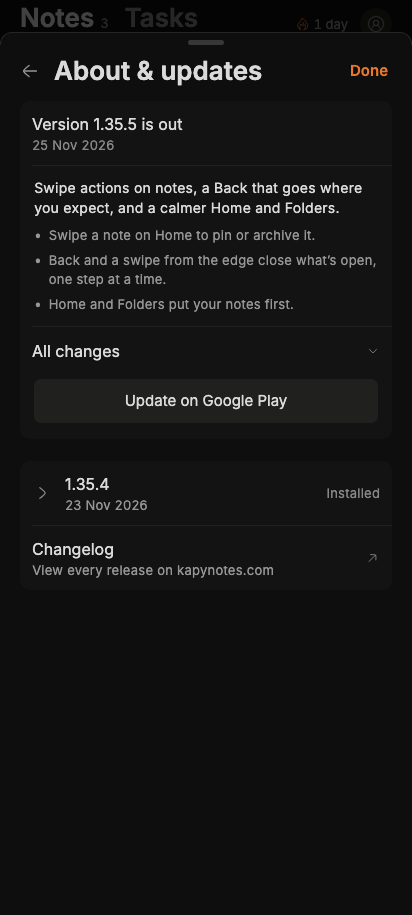 Notes 3 Tasks
1 day
About & updates
Done
Version 1.35.5 is out
25 Nov 2026
Swipe actions on notes, a Back that goes where
you expect, and a calmer Home and Folders.
• Swipe a note on Home to pin or archive it.
• Back and a swipe from the edge close what's open,
one step at a time.
• Home and Folders put your notes first.
All changes
Update on Google Play
1.35.4
23 Nov 2026
Installed
Changelog
View every release on kapynotes.com